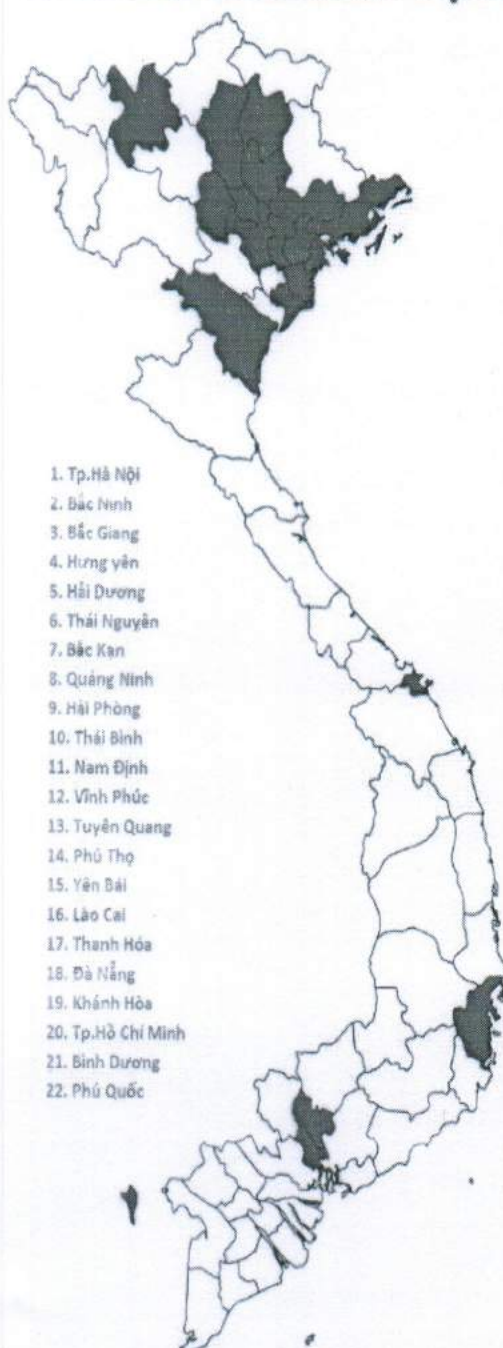 1. Tp.Hà Nội
2. Bắc Ninh
3. Bắc Giang
4. Hưng yên
5. Hải Dương
6. Thái Nguyên
7. Bắc Kạn
8. Quảng Ninh
9. Hải Phòng
10. Thái Bình
11. Nam Định
12. Vĩnh Phúc
13. Tuyên Quang
14. Phú Thọ
15. Yên Bái
16. Lào Cai
17. Thanh Hóa
18. Đà Nẵng
19. Khánh Hòa
20. Tp.Hồ Chí Minh
21. Bình Dương
22. Phú Quốc